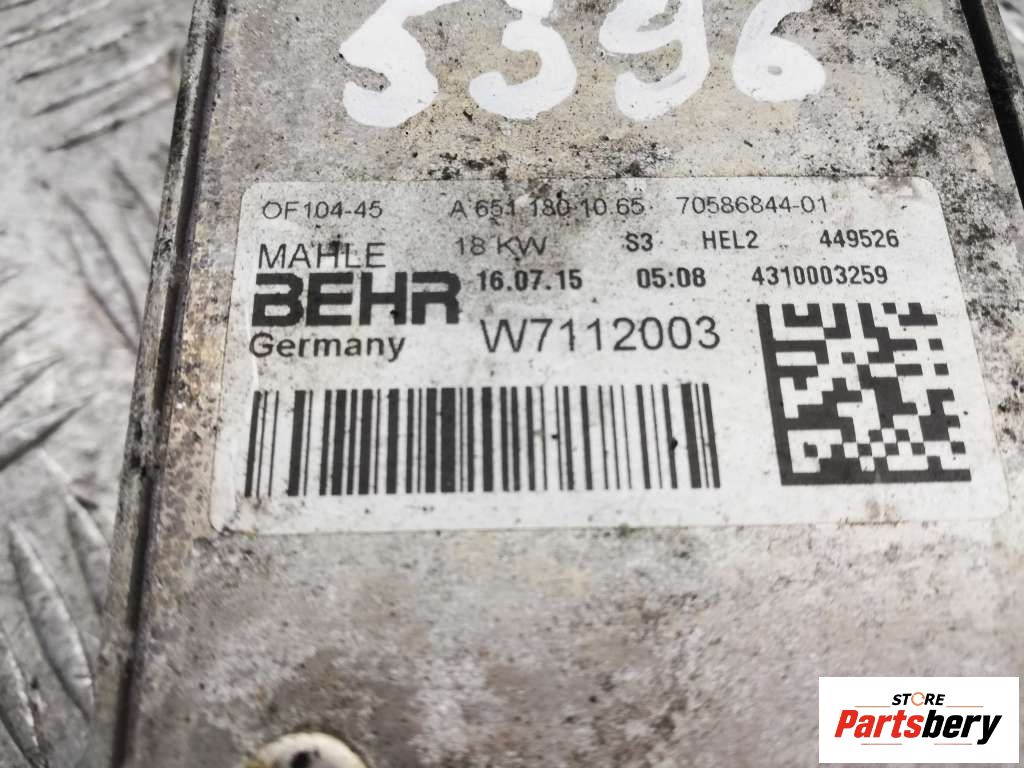 5396
OF104-45 A 651 180 10 65 70586844-01
MAHLE 18 KW S3 HEL2 449526
BEHR 16.07.15 05:08 4310003259
Germany W7112003
STORE
Partsbery